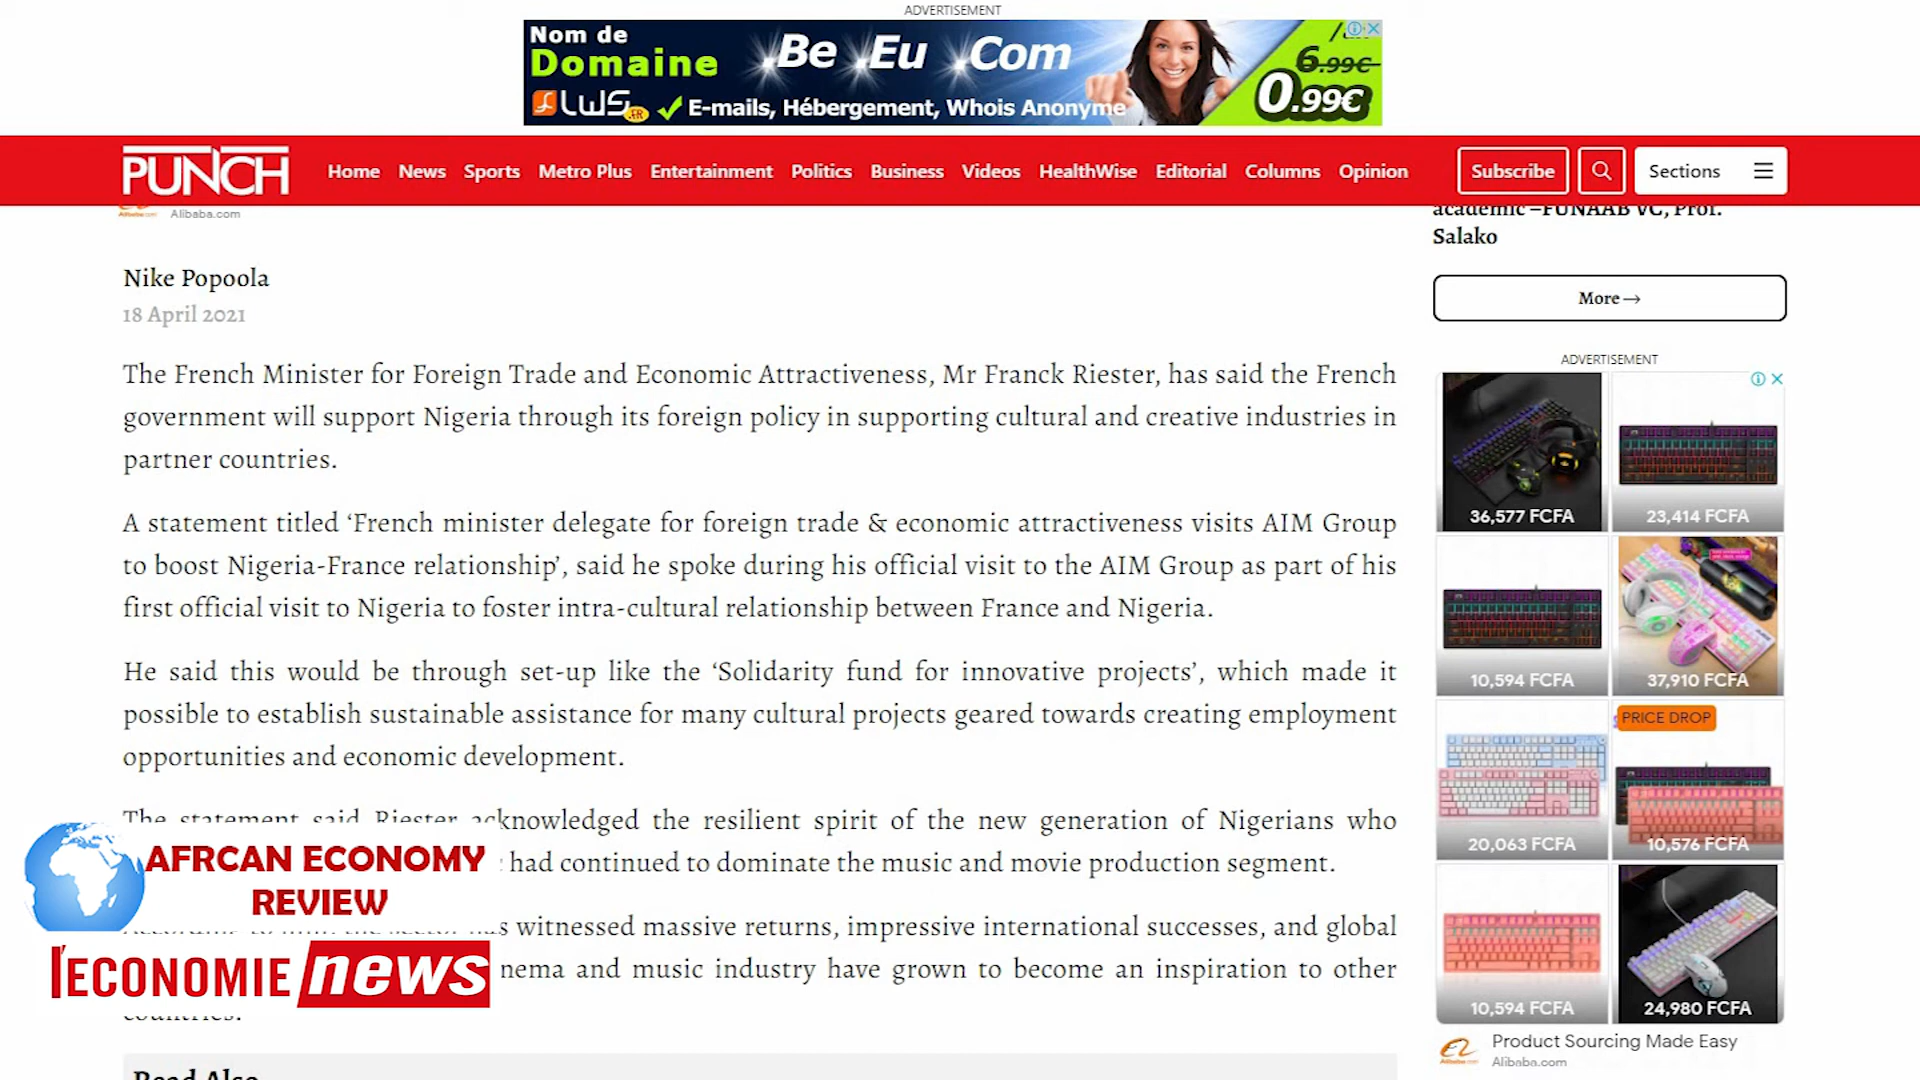 ADVERTISEMENT
Nom de
Domaine
.Be .Eu .Com
6.99€
0.99€
LWS.FR
E-mails, Hébergement, Whois Anonyme
PUNCH
Home News Sports Metro Plus Entertainment Politics Business Videos HealthWise Editorial Columns Opinion
Subscribe
Sections
Alibaba.com
academic –FUNAAB VC, Prof.
Salako
More→
Nike Popoola
18 April 2021
The French Minister for Foreign Trade and Economic Attractiveness, Mr Franck Riester, has said the French
government will support Nigeria through its foreign policy in supporting cultural and creative industries in
partner countries.
A statement titled ‘French minister delegate for foreign trade & economic attractiveness visits AIM Group
to boost Nigeria-France relationship’, said he spoke during his official visit to the AIM Group as part of his
first official visit to Nigeria to foster intra-cultural relationship between France and Nigeria.
He said this would be through set-up like the ‘Solidarity fund for innovative projects’, which made it
possible to establish sustainable assistance for many cultural projects geared towards creating employment
opportunities and economic development.
The statement said Riester acknowledged the resilient spirit of the new generation of Nigerians who
had continued to dominate the music and movie production segment.
witnessed massive returns, impressive international successes, and global
and music industry have grown to become an inspiration to other
countries.
Read Also
AFRCAN ECONOMY
REVIEW
l'ECONOMIE news
ADVERTISEMENT
36,577 FCFA
23,414 FCFA
10,594 FCFA
37,910 FCFA
PRICE DROP
20,063 FCFA
10,576 FCFA
10,594 FCFA
24,980 FCFA
Product Sourcing Made Easy
Alibaba.com